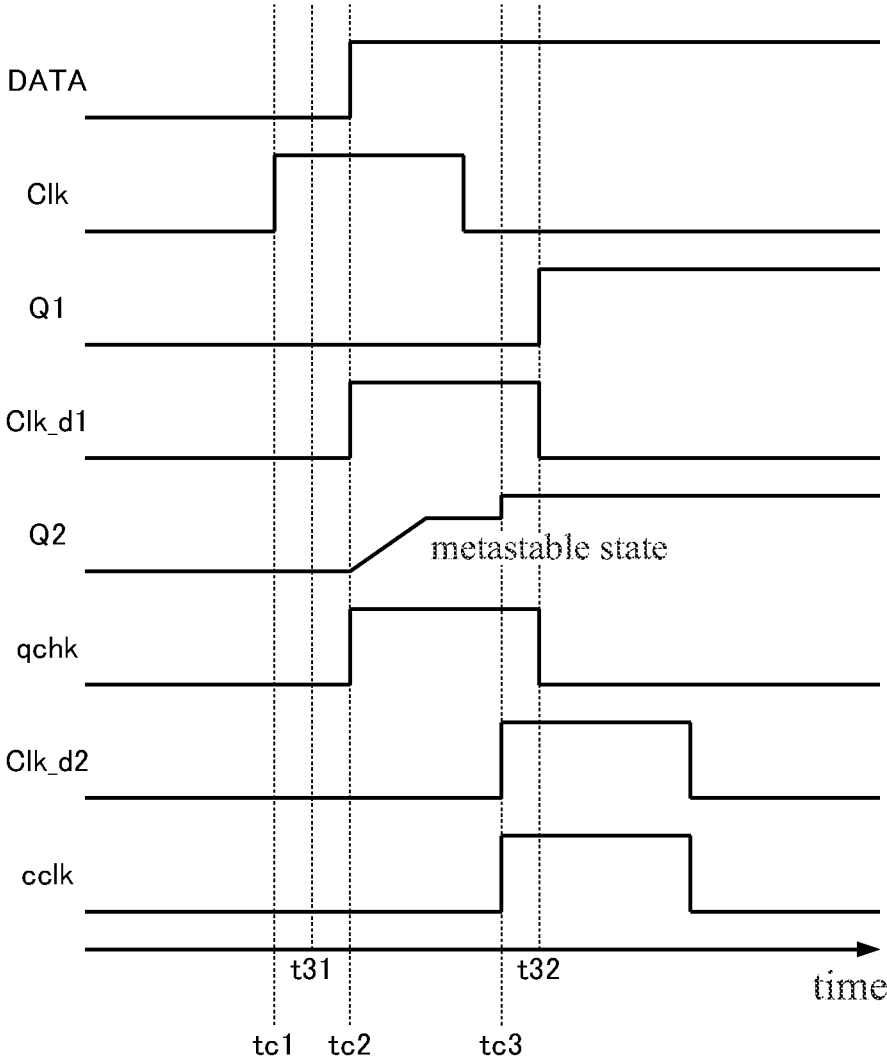 DATA
Clk
Q1
Clk_d1
Q2
metastable state
qchk
Clk_d2
cclk
t31 t32
time
tc1 tc2 tc3